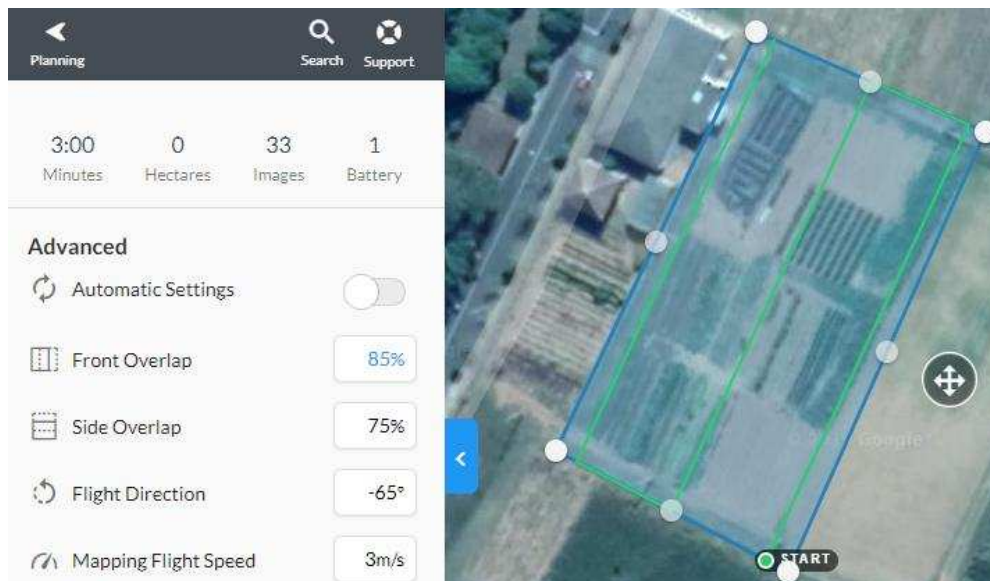 Planning
Search
Support
3:00
0
33
1
Minutes
Hectares
Images
Battery
Advanced
Automatic Settings
Front Overlap
85%
Side Overlap
75%
Flight Direction
-65°
Mapping Flight Speed
3m/s
Google
START